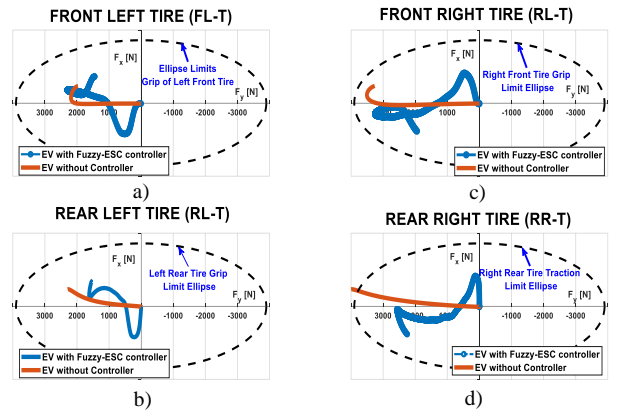 FRONT LEFT TIRE (FL-T)
Fx [N]
Ellipse Limits
Grip of Left Front Tire
Fy [N]
3000 2000 1000 -1000 -2000 -3000
EV with Fuzzy-ESC controller
EV without Controller
a)
FRONT RIGHT TIRE (RL-T)
Fx [N]
Right Front Tire Grip
Limit Ellipse
Fy [N]
3000 2000 1000 -1000 -2000 -3000
EV with Fuzzy-ESC controller
EV without Controller
c)
REAR LEFT TIRE (RL-T)
Fx [N]
Left Rear Tire Grip
Limit Ellipse
Fy [N]
3000 2000 1000 -1000 -2000 -3000
EV with Fuzzy-ESC controller
EV without Controller
b)
REAR RIGHT TIRE (RR-T)
Fx [N]
Right Rear Tire Traction
Limit Ellipse
Fy [N]
1000 -1000 -2000 -3000
EV with Fuzzy-ESC controller
EV without Controller
d)